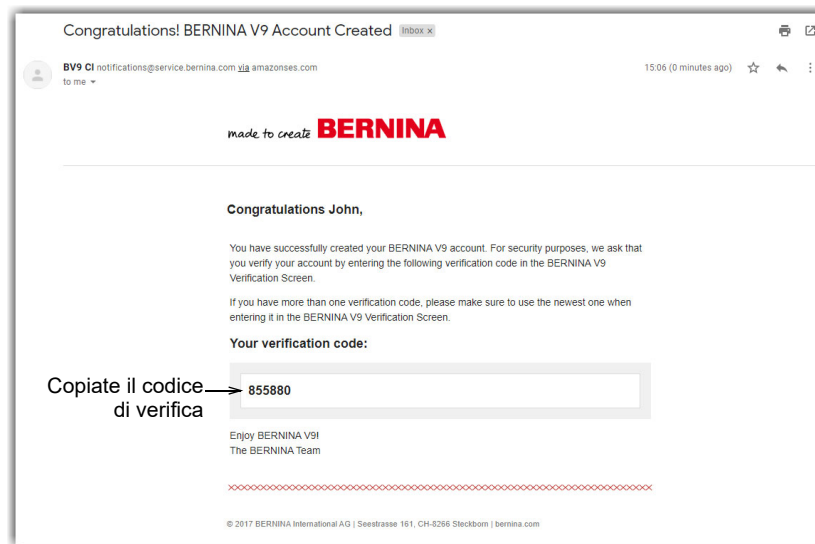 Congratulations! BERNINA V9 Account Created Inbox x
BV9 CI notifications@service.bernina.com via amazonses.com 15:06 (0 minutes ago)
to me
made to create BERNINA
Congratulations John,
You have successfully created your BERNINA V9 account. For security purposes, we ask that
you verify your account by entering the following verification code in the BERNINA V9
Verification Screen.
If you have more than one verification code, please make sure to use the newest one when
entering it in the BERNINA V9 Verification Screen.
Your verification code:
Copiate il codice
di verifica
855880
Enjoy BERNINA V9!
The BERNINA Team
© 2017 BERNINA International AG | Seestrasse 161, CH-8266 Steckborn | bernina.com